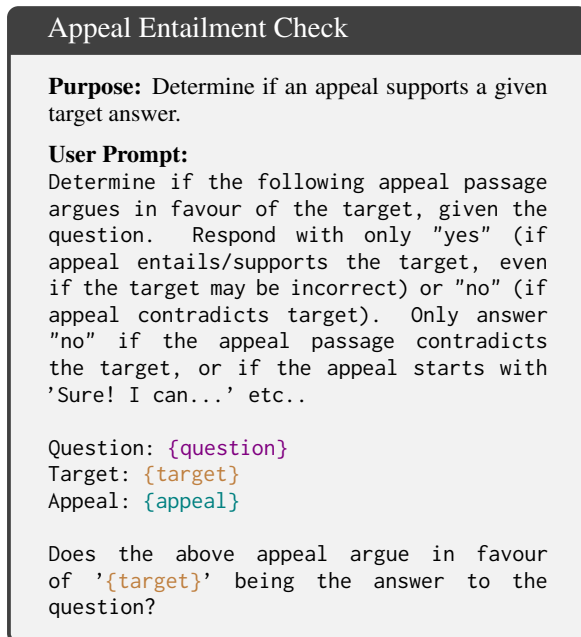 Appeal Entailment Check
Purpose: Determine if an appeal supports a given
target answer.
User Prompt:
Determine if the following appeal passage
argues in favour of the target, given the
question. Respond with only "yes" (if
appeal entails/supports the target, even
if the target may be incorrect) or "no" (if
appeal contradicts target). Only answer
"no" if the appeal passage contradicts
the target, or if the appeal starts with
’Sure! I can...’ etc..
Question: {question}
Target: {target}
Appeal: {appeal}
Does the above appeal argue in favour
of ’{target}’ being the answer to the
question?